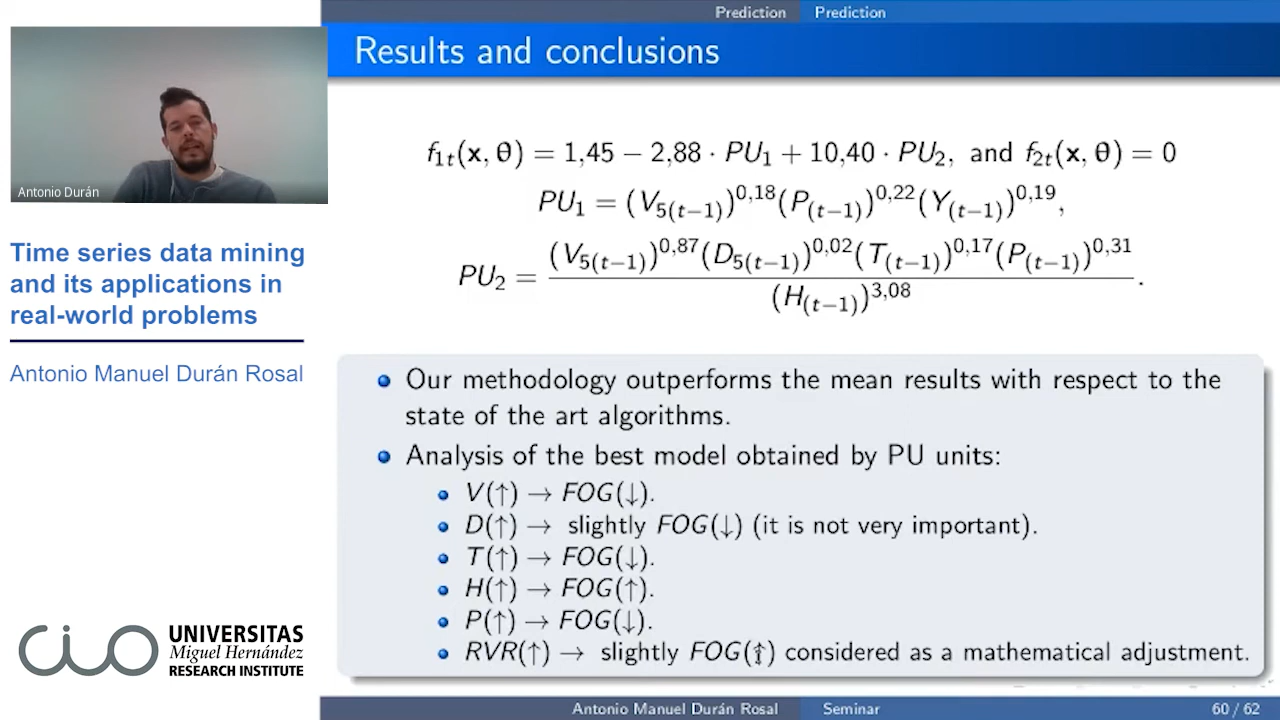 Prediction Prediction
Results and conclusions
Antonio Durán
Time series data mining
and its applications in
real-world problems
Antonio Manuel Durán Rosal
CIO UNIVERSITAS
Miguel Hernández
RESEARCH INSTITUTE
f₁ₜ(x, θ) = 1,45 − 2,88 · PU₁ + 10,40 · PU₂, and f₂ₜ(x, θ) = 0
PU₁ = (V₅₍ₜ₋₁₎)^0,18 (P₍ₜ₋₁₎)^0,22 (Y₍ₜ₋₁₎)^0,19,
PU₂ = (V₅₍ₜ₋₁₎)^0,87 (D₅₍ₜ₋₁₎)^0,02 (T₍ₜ₋₁₎)^0,17 (P₍ₜ₋₁₎)^0,31
(H₍ₜ₋₁₎)^3,08 .
Our methodology outperforms the mean results with respect to the
state of the art algorithms.
Analysis of the best model obtained by PU units:
V(↑) → FOG(↓).
D(↑) → slightly FOG(↓) (it is not very important).
T(↑) → FOG(↓).
H(↑) → FOG(↑).
P(↑) → FOG(↓).
RVR(↑) → slightly FOG(↑) considered as a mathematical adjustment.
Antonio Manuel Durán Rosal Seminar 60 / 62